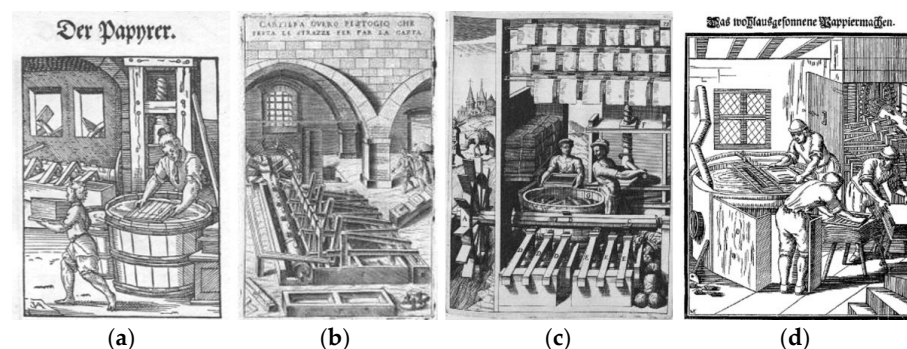 Der Papyrer.
CARTIERA OVERO PISTOGIO CHE
PESTA LE STRAZZE PER FAR LA CARTA
Das wohlausgesonnene Pappiermachen.
(a)
(b)
(c)
(d)